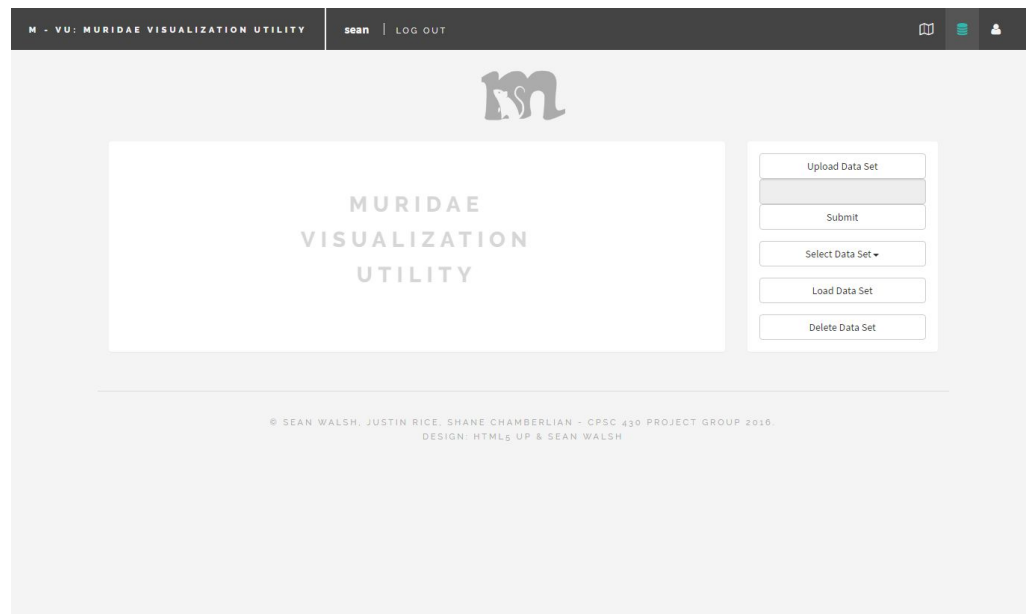 M - VU: MURIDAE VISUALIZATION UTILITY
sean | LOG OUT
m
MURIDAE
VISUALIZATION
UTILITY
Upload Data Set
Submit
Select Data Set
Load Data Set
Delete Data Set
© SEAN WALSH, JUSTIN RICE, SHANE CHAMBERLIAN - CPSC 430 PROJECT GROUP 2016.
DESIGN: HTML5 UP & SEAN WALSH